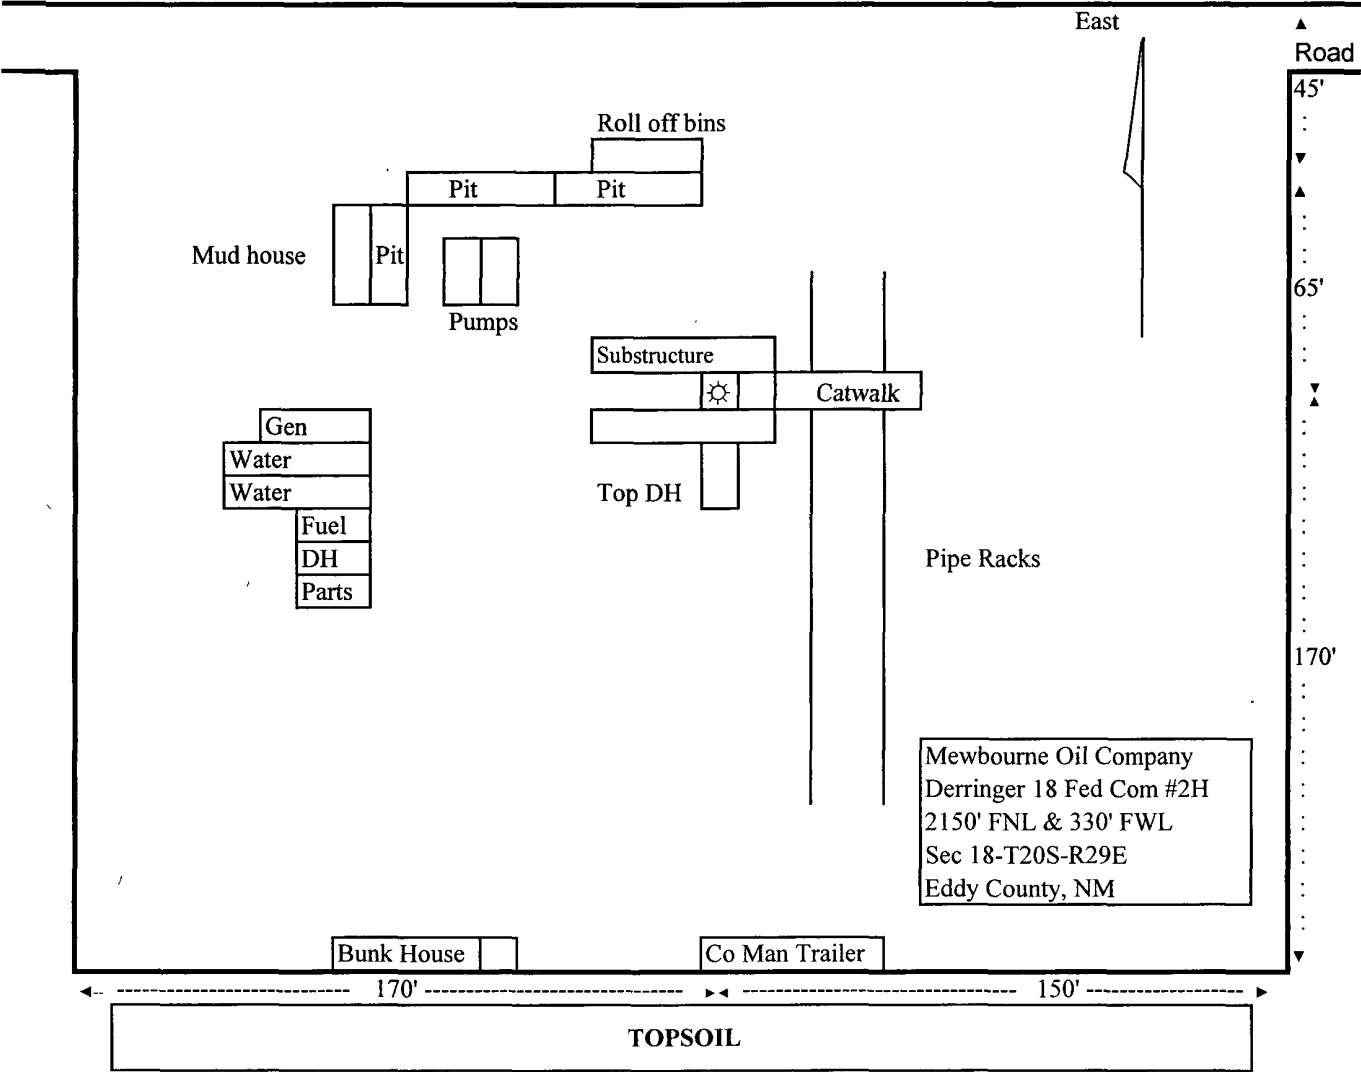 East
Road
45'
Roll off bins
Pit
Pit
Mud house
Pit
65'
Pumps
Substructure
Catwalk
Gen
Water
Water
Top DH
Fuel
DH
Pipe Racks
Parts
170'
Mewbourne Oil Company
Derringer 18 Fed Com #2H
2150' FNL & 330' FWL
Sec 18-T20S-R29E
Eddy County, NM
Bunk House
Co Man Trailer
170'
150'
TOPSOIL